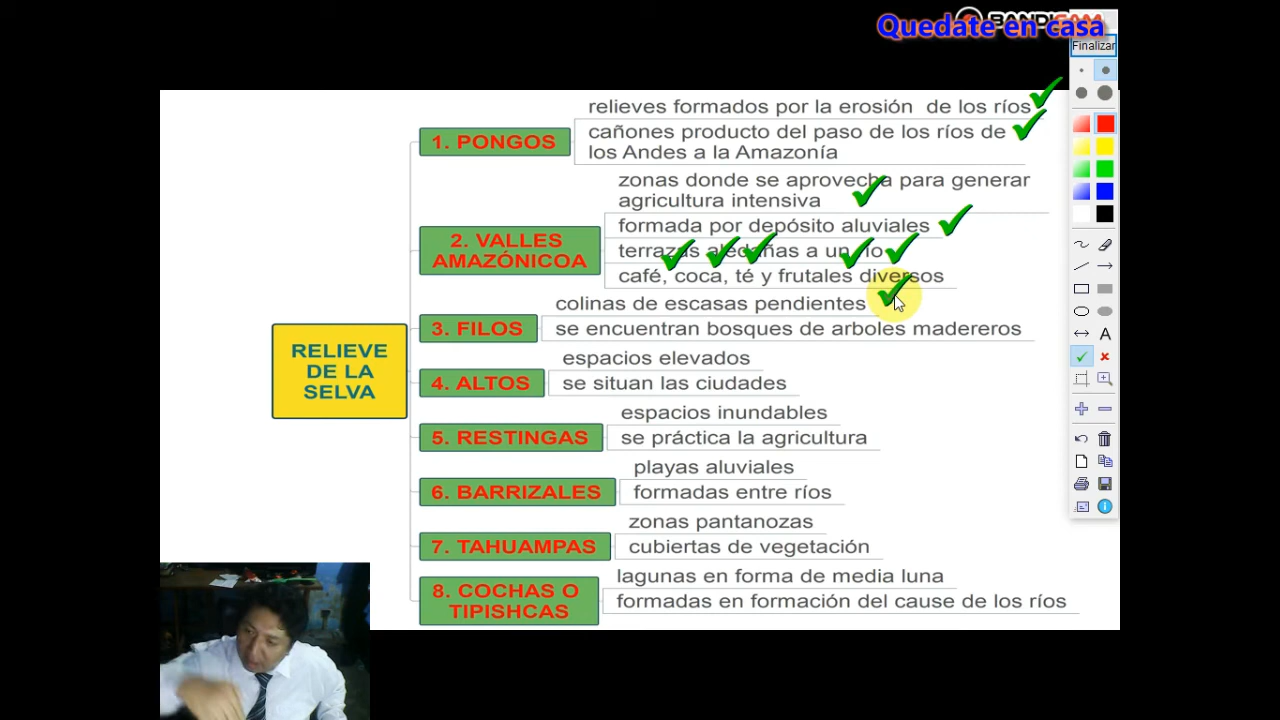 BANDICAM
Quedate en casa
Finalizar
relieves formados por la erosión de los ríos
1. PONGOS
cañones producto del paso de los ríos de
los Andes a la Amazonía
zonas donde se aprovecha para generar
agricultura intensiva
2. VALLES
AMAZÓNICOA
formada por depósito aluviales
terrazas aledañas a un río
café, coca, té y frutales diversos
3. FILOS
colinas de escasas pendientes
se encuentran bosques de arboles madereros
RELIEVE
DE LA
SELVA
4. ALTOS
espacios elevados
se situan las ciudades
5. RESTINGAS
espacios inundables
se práctica la agricultura
6. BARRIZALES
playas aluviales
formadas entre ríos
7. TAHUAMPAS
zonas pantanozas
cubiertas de vegetación
8. COCHAS O
TIPISHCAS
lagunas en forma de media luna
formadas en formación del cause de los ríos